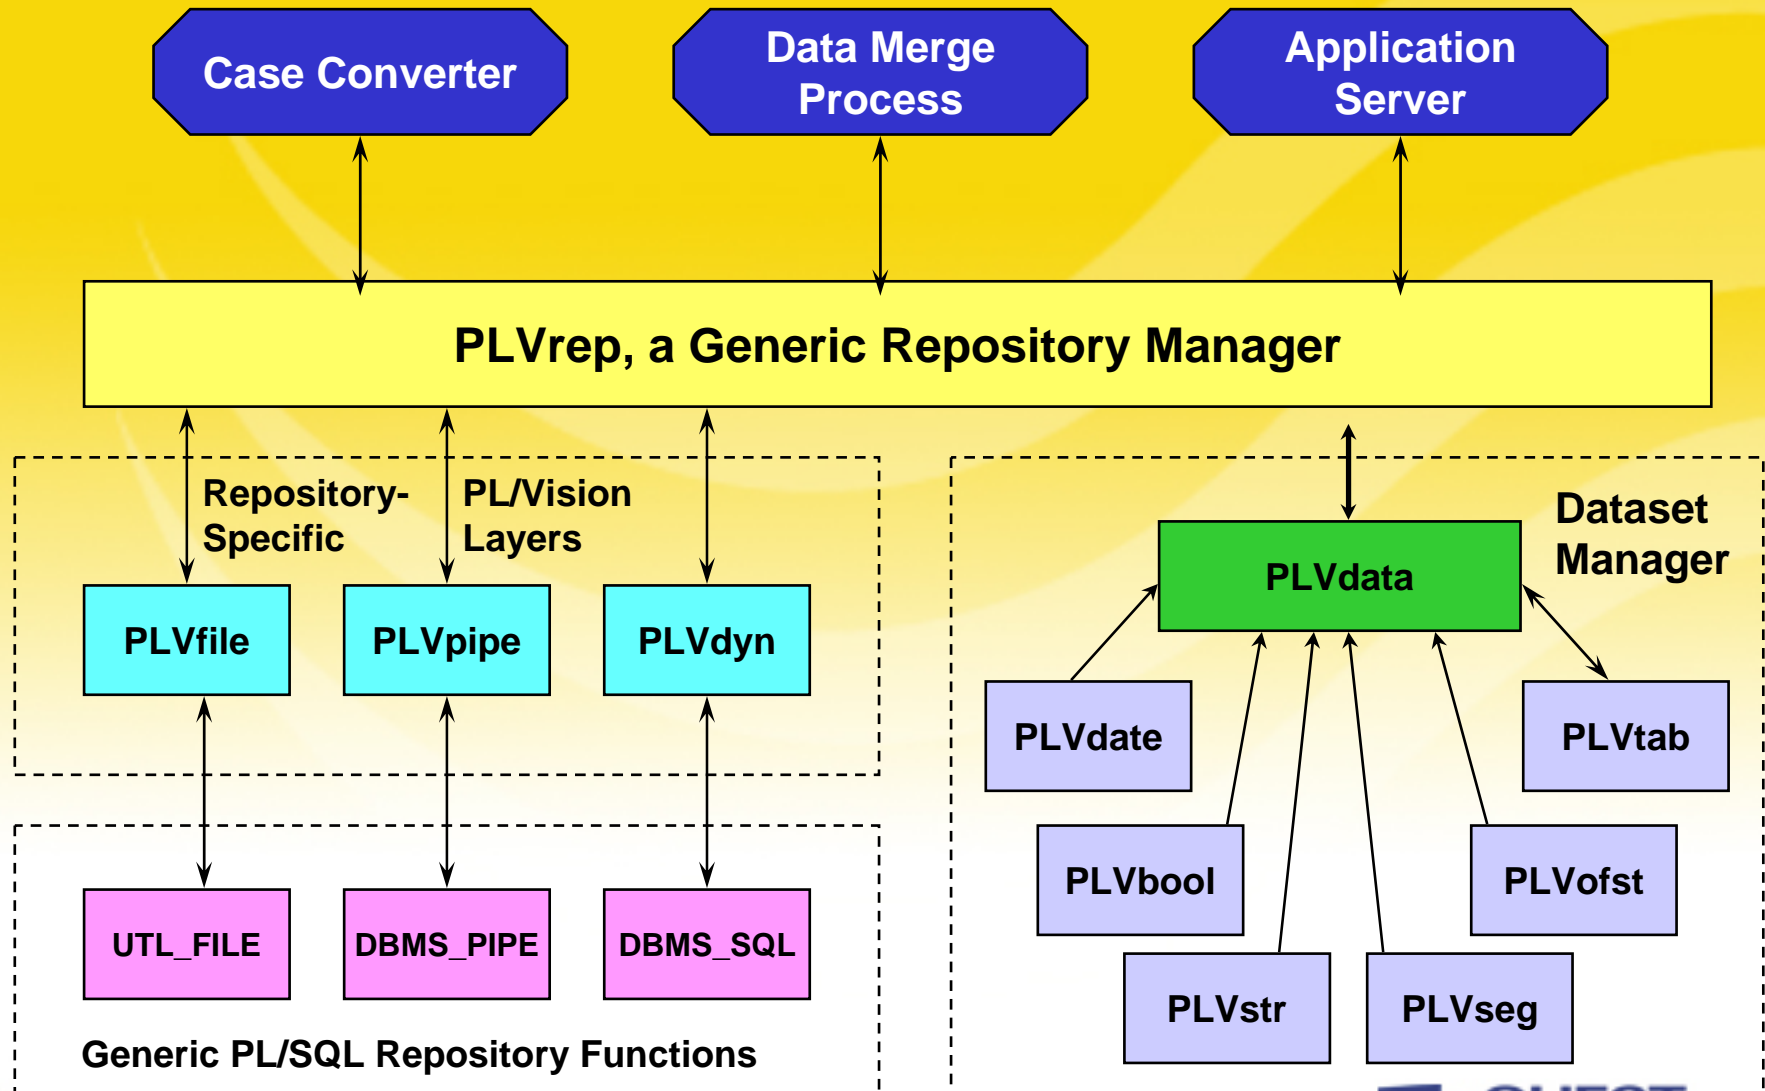 Case Converter
Data Merge
Process
Application
Server
PLVrep, a Generic Repository Manager
Repository-
Specific
PL/Vision
Layers
Dataset
Manager
PLVdata
PLVfile
PLVpipe
PLVdyn
PLVdate
PLVtab
PLVbool
PLVofst
UTL_FILE
DBMS_PIPE
DBMS_SQL
PLVstr
PLVseg
Generic PL/SQL Repository Functions